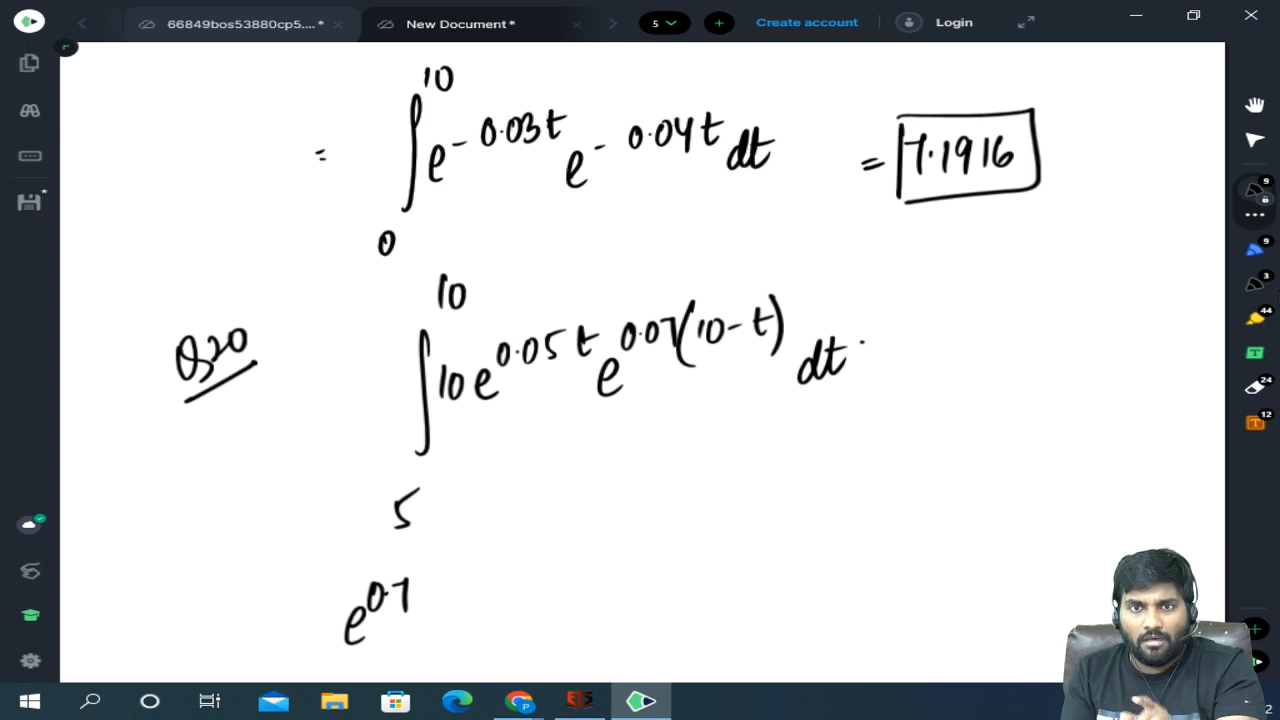 66849bos53880cp5....* New Document * 5 Create account Login
10
= ∫ e^{-0.03t} e^{-0.04t} dt = 7.1916
0
10
Q20 ∫ 10 e^{0.05t} e^{0.07(10-t)} dt
5
e^{0.7}